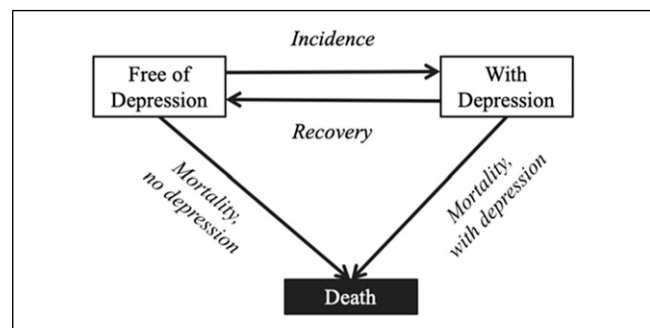 Incidence
Free of
Depression
With
Depression
Recovery
Mortality,
no depression
Mortality,
with depression
Death